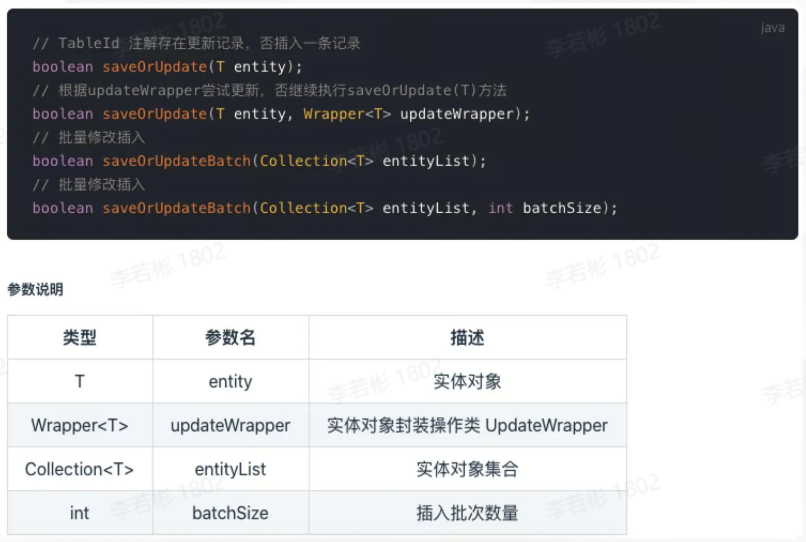 java
// TableId 注解存在更新记录，否插入一条记录
boolean saveOrUpdate(T entity);
// 根据updateWrapper尝试更新，否继续执行saveOrUpdate(T)方法
boolean saveOrUpdate(T entity, Wrapper<T> updateWrapper);
// 批量修改插入
boolean saveOrUpdateBatch(Collection<T> entityList);
// 批量修改插入
boolean saveOrUpdateBatch(Collection<T> entityList, int batchSize);
参数说明
类型 参数名 描述
T entity 实体对象
Wrapper<T> updateWrapper 实体对象封装操作类 UpdateWrapper
Collection<T> entityList 实体对象集合
int batchSize 插入批次数量
李若彬 1802